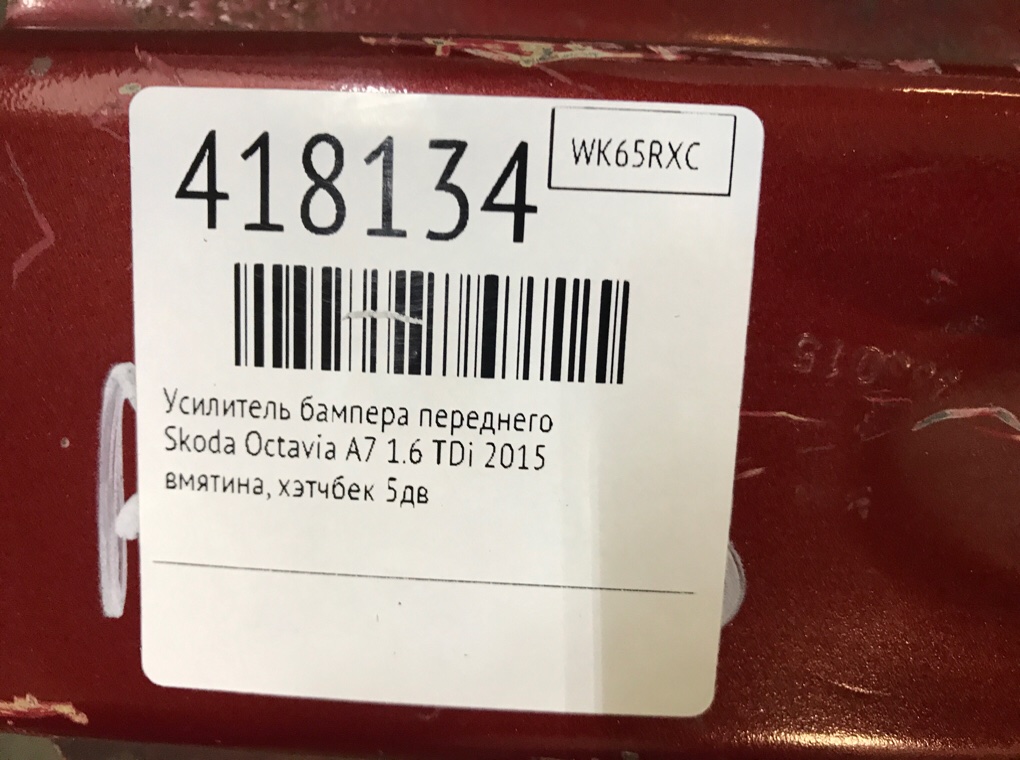 418134
WK65RXC
Усилитель бампера переднего
Skoda Octavia A7 1.6 TDi 2015
вмятина, хэтчбек 5дв